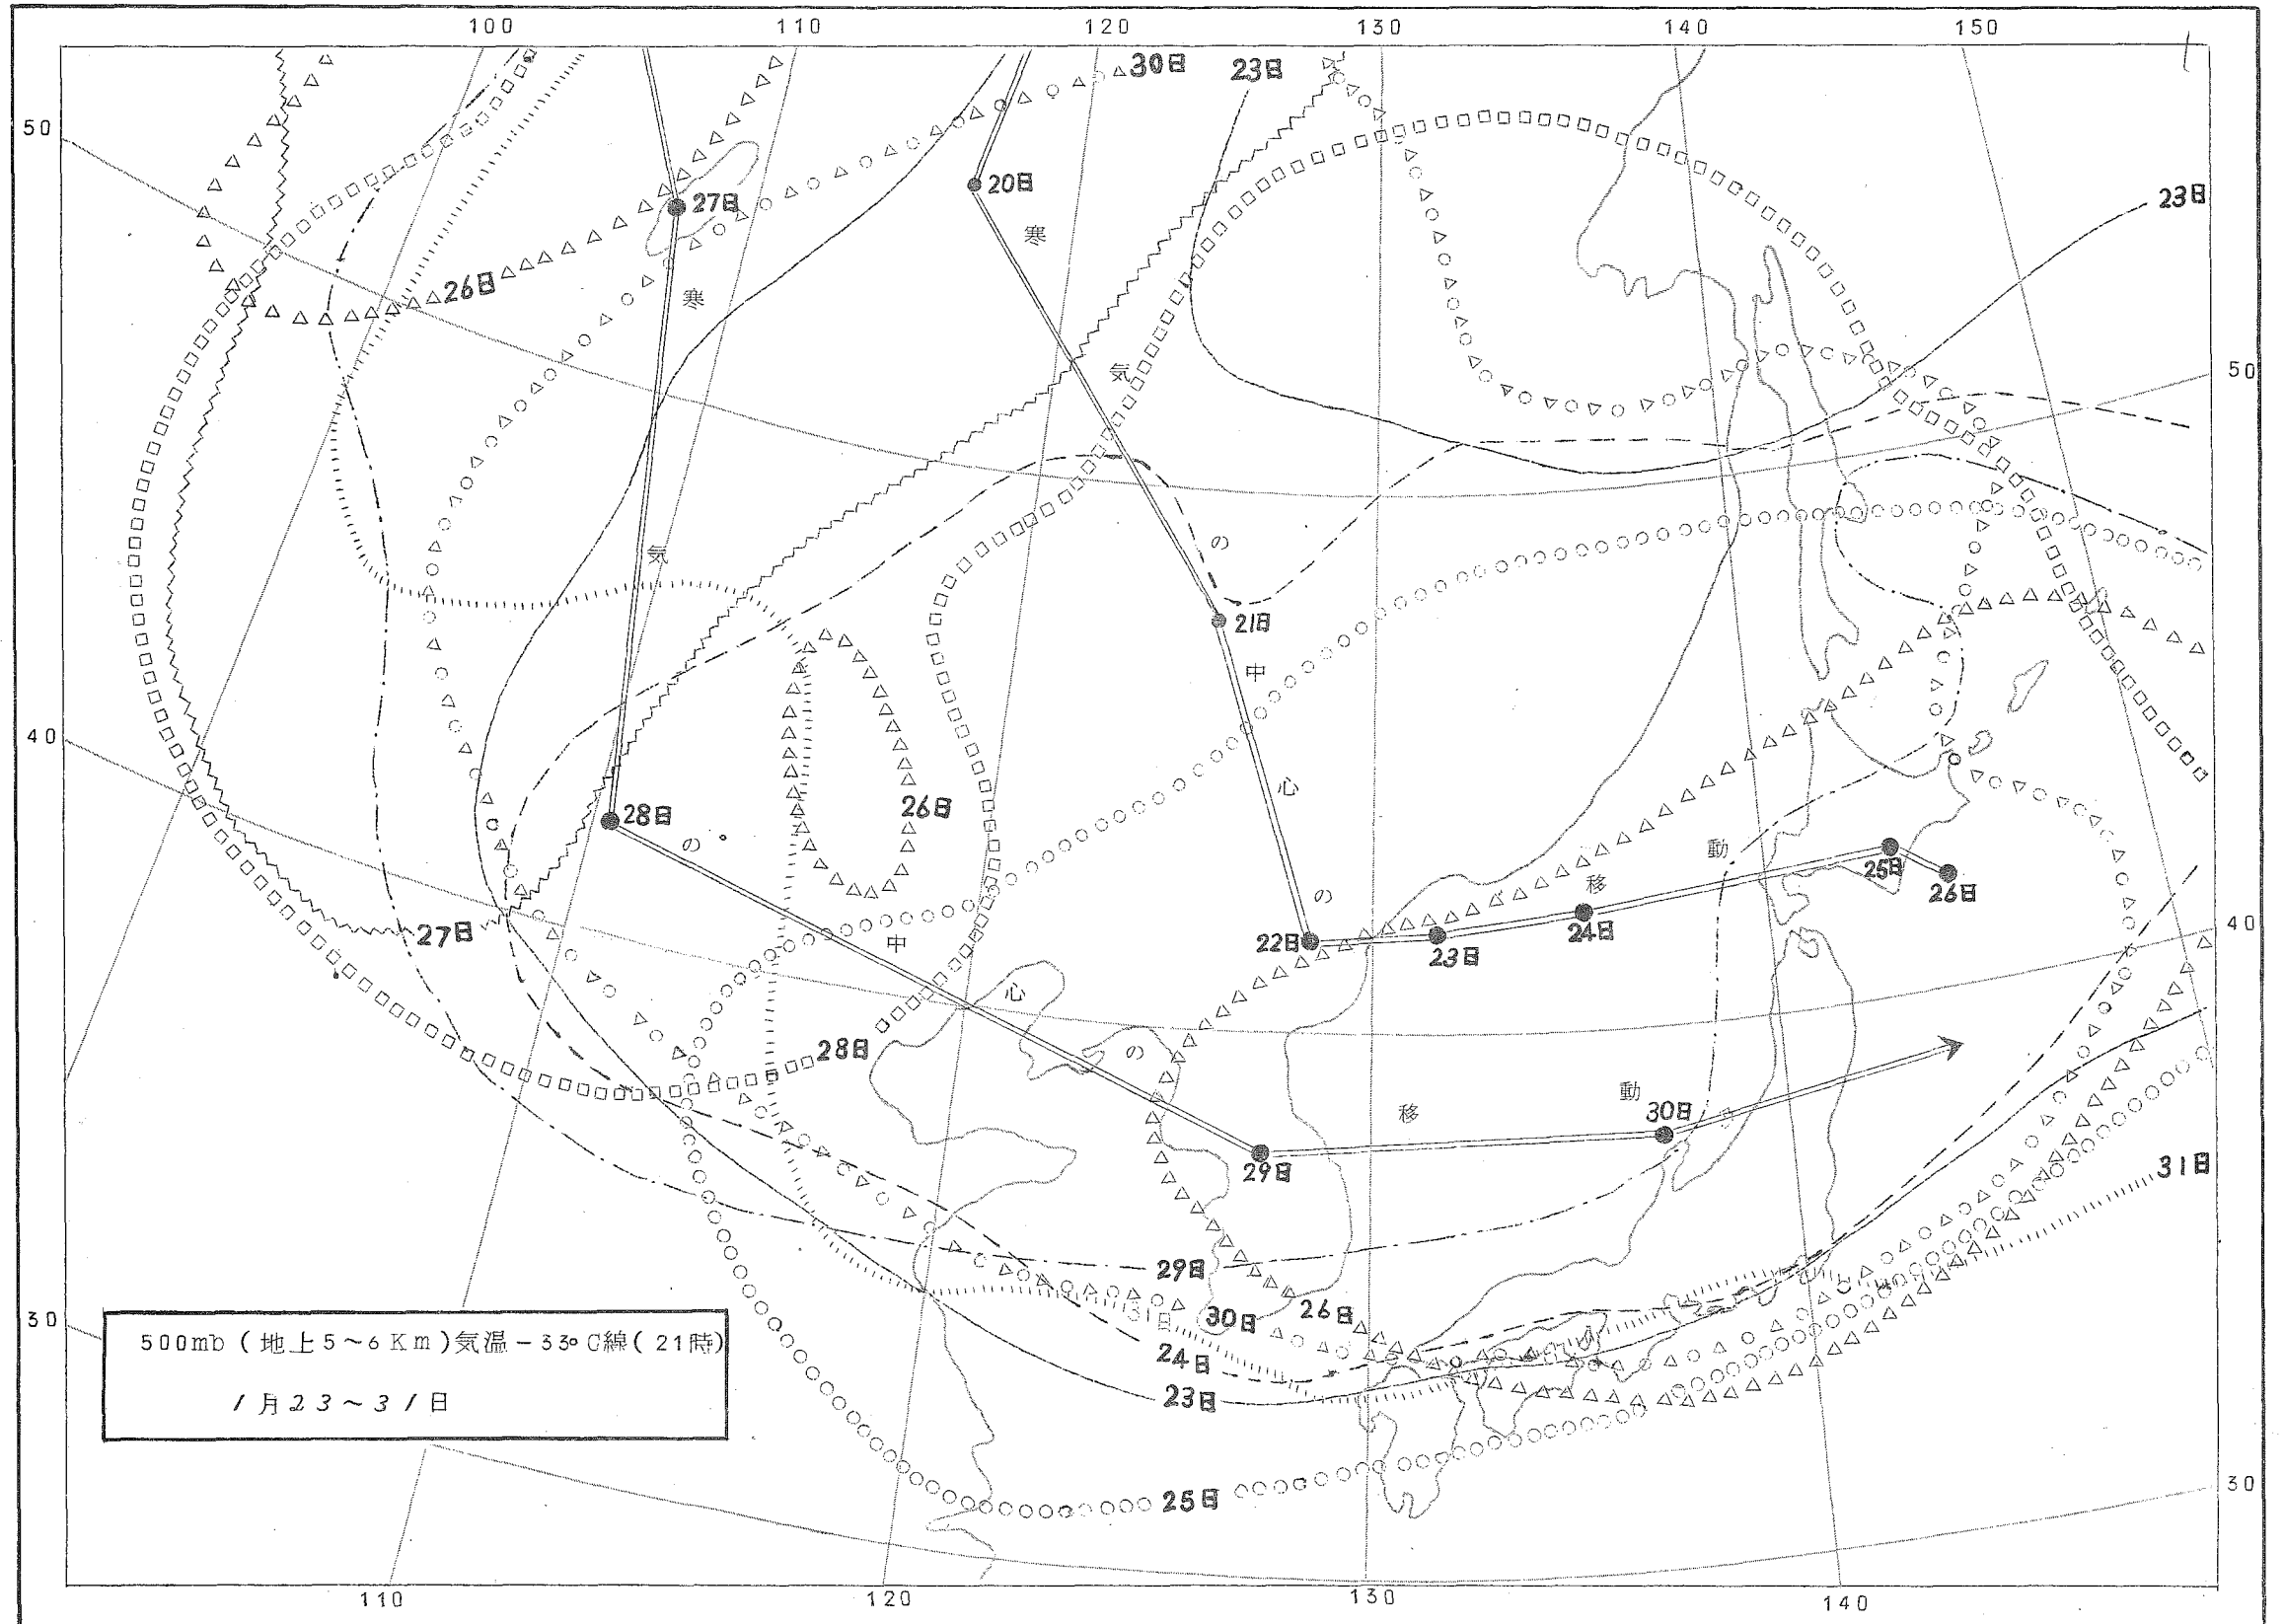 100 110 120 130 140 150
30日 23日
50
27日 20日
寒
23日
26日
寒
気
50
気
の
21日
中
40
26日
28日
の
心
動
の
移
25日
26日
27日
中
22日
23日
24日
40
心
28日
の
動
移
30日
29日
31日
29日
31日
30日
26日
30
24日
23日
25日
30
500mb(地上5~6Km)気温-33°C線(21時)
1月23~31日
110 120 130 140